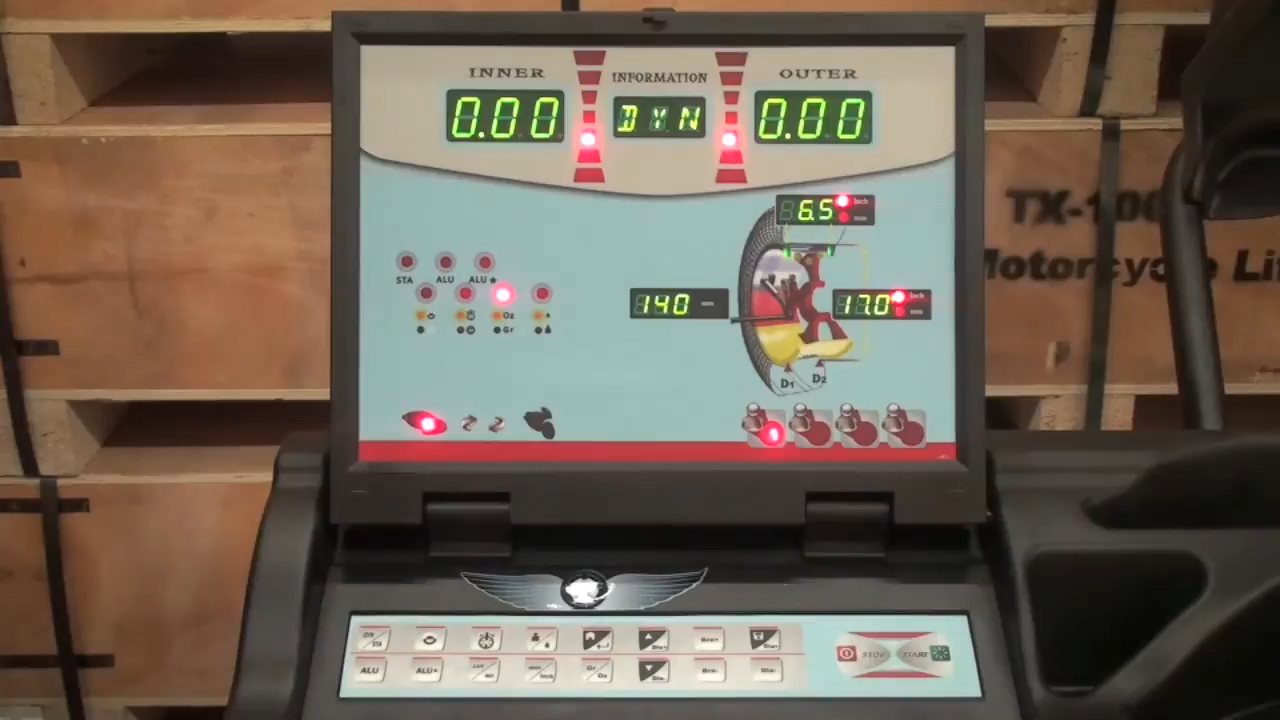 INNER
INFORMATION
OUTER
0.00
DYN
0.00
6.5
Inch
mm
TX-100
Motorcycle Lif
STA
ALU
ALU★
140
17.0
Inch
mm
Oz
Gr
D1
D2
STOP
START
ALU
ALU+